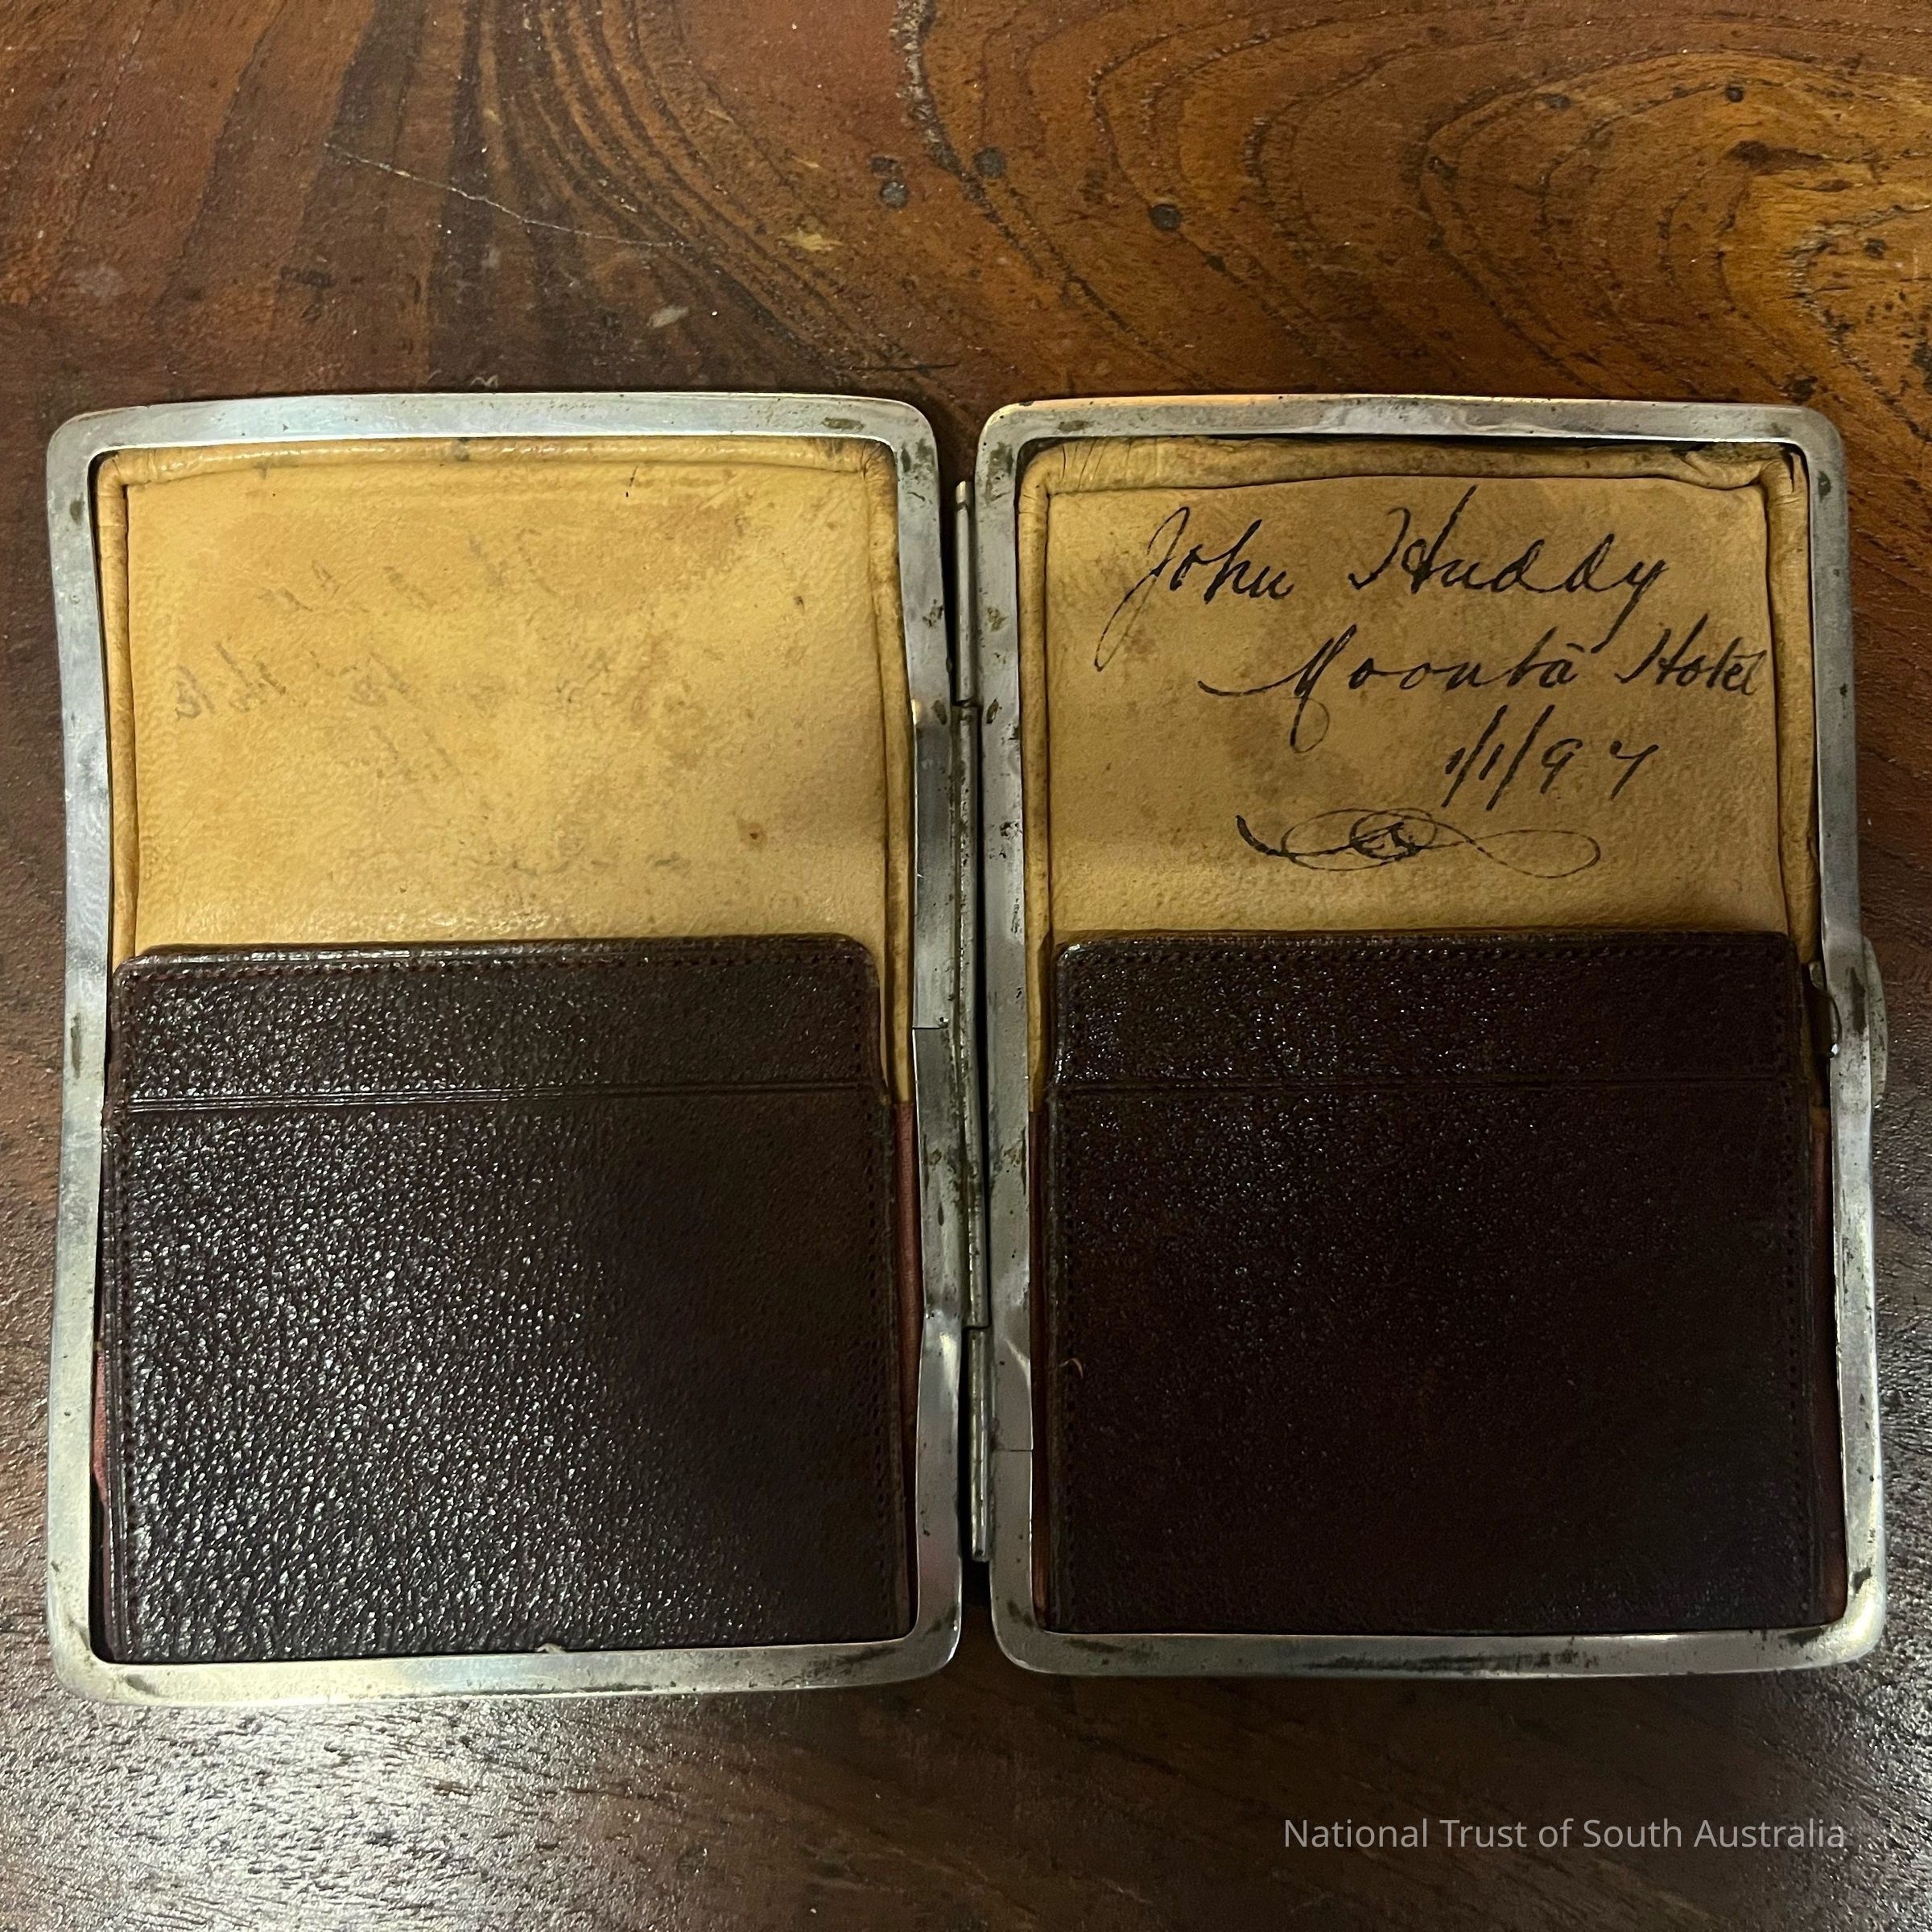 John Huddy
Moonta Hotel
1/1/97
National Trust of South Australia